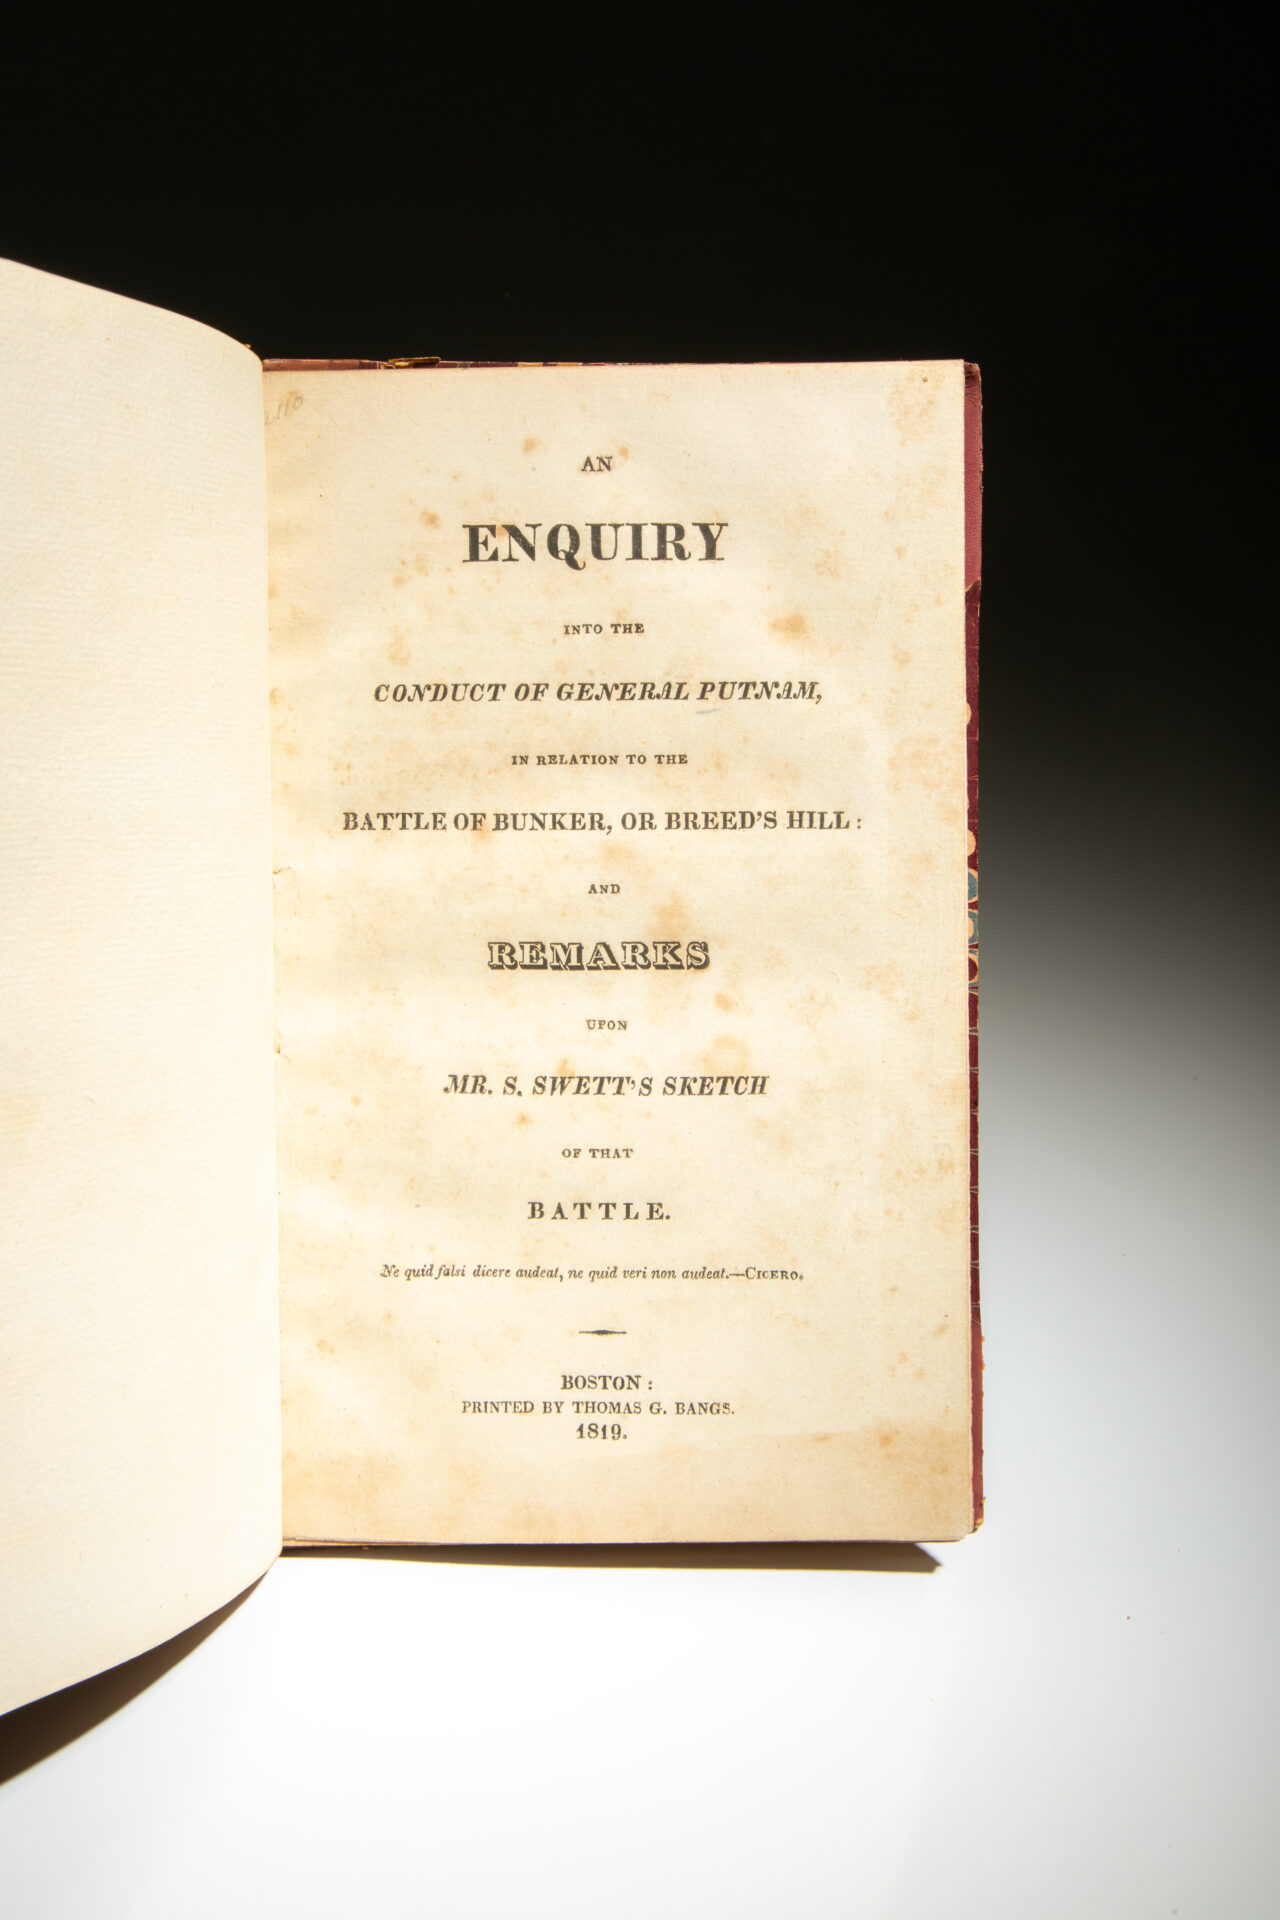 AN
ENQUIRY
INTO THE
CONDUCT OF GENERAL PUTNAM,
IN RELATION TO THE
BATTLE OF BUNKER, OR BREED'S HILL:
AND
REMARKS
UPON
MR. S. SWETT'S SKETCH
OF THAT
BATTLE.
Ne quid falsi dicere audeat, ne quid veri non audeat.—CICERO.
BOSTON:
PRINTED BY THOMAS G. BANGS.
1819.